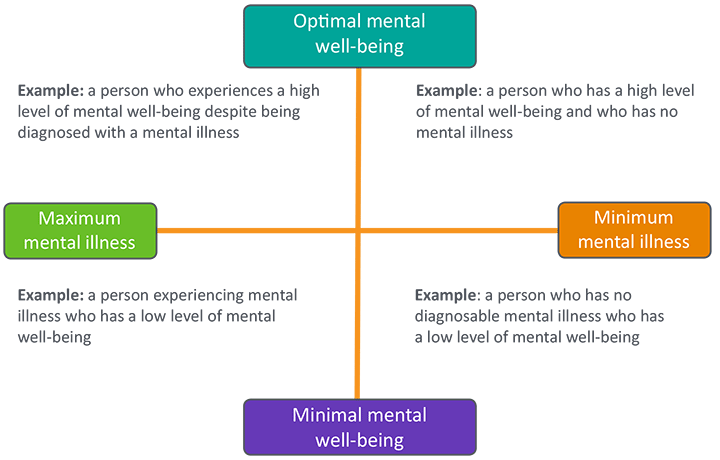 Optimal mental
well-being
Example: a person who experiences a high
level of mental well-being despite being
diagnosed with a mental illness
Example: a person who has a high level
of mental well-being and who has no
mental illness
Maximum
mental illness
Minimum
mental illness
Example: a person experiencing mental
illness who has a low level of mental
well-being
Example: a person who has no
diagnosable mental illness who has
a low level of mental well-being
Minimal mental
well-being